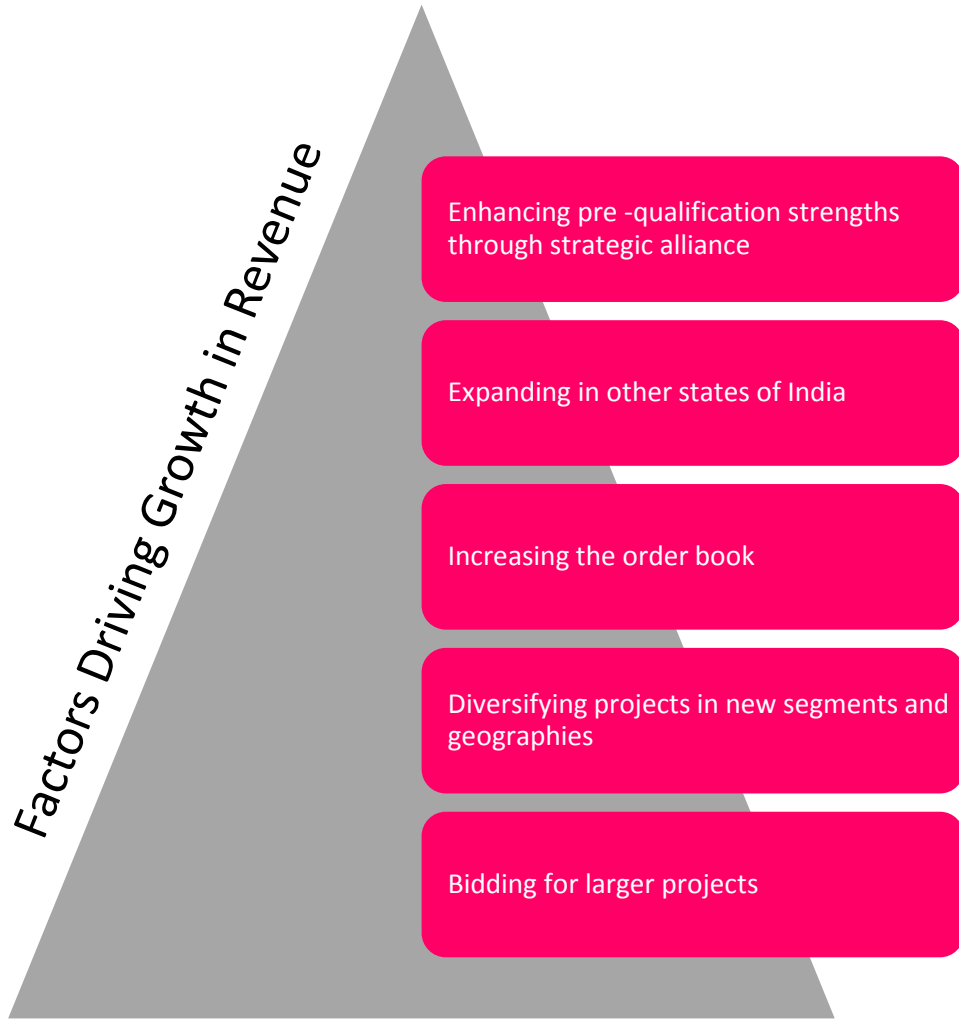 Factors Driving Growth in Revenue
Enhancing pre -qualification strengths
through strategic alliance
Expanding in other states of India
Increasing the order book
Diversifying projects in new segments and
geographies
Bidding for larger projects